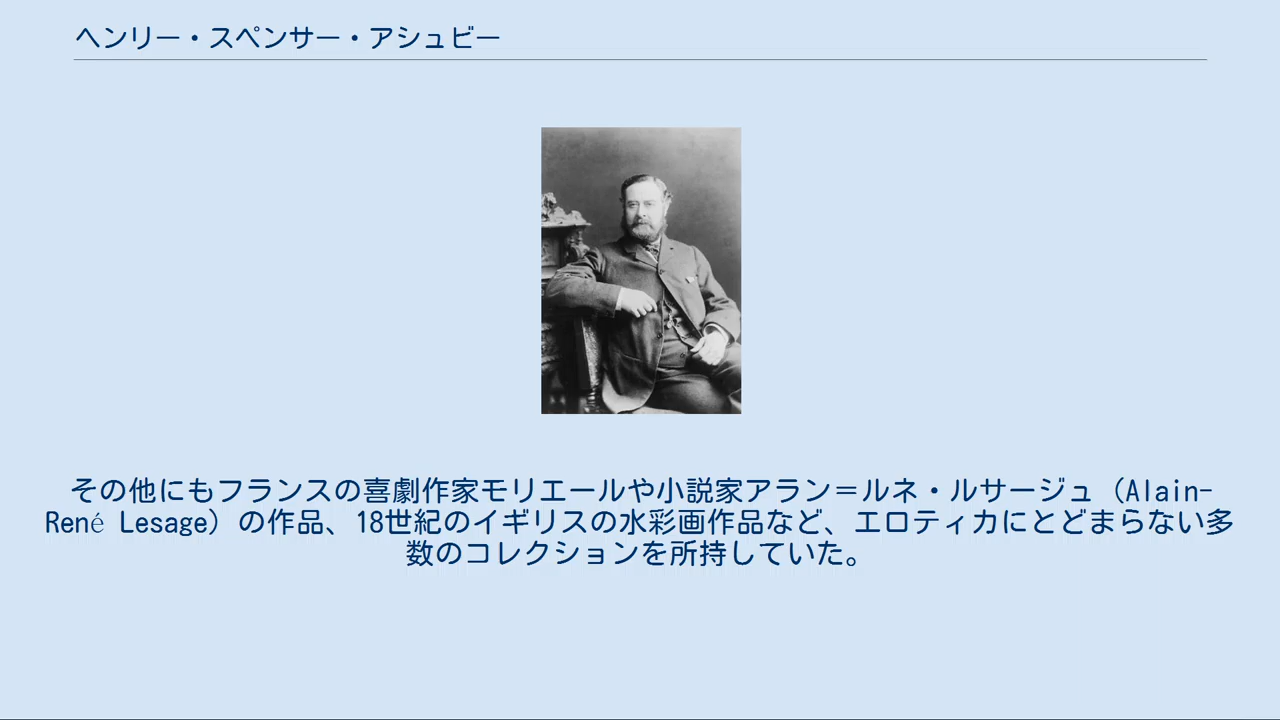 ヘンリー・スペンサー・アシュビー
その他にもフランスの喜劇作家モリエールや小説家アラン＝ルネ・ルサージュ（Alain-
René Lesage）の作品、18世紀のイギリスの水彩画作品など、エロティカにとどまらない多
数のコレクションを所持していた。